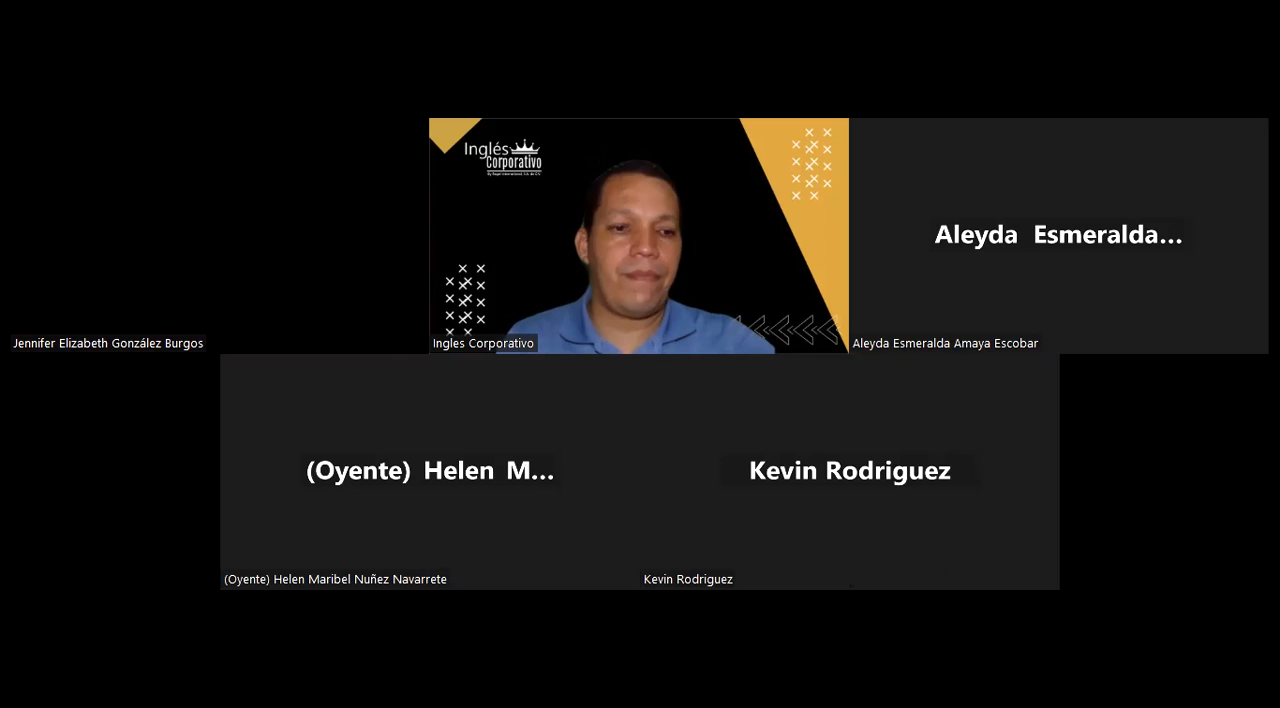 Inglés
Corporativo
Aleyda Esmeralda...
Jennifer Elizabeth González Burgos
Ingles Corporativo
Aleyda Esmeralda Amaya Escobar
(Oyente) Helen M...
Kevin Rodriguez
(Oyente) Helen Maribel Nuñez Navarrete
Kevin Rodriguez